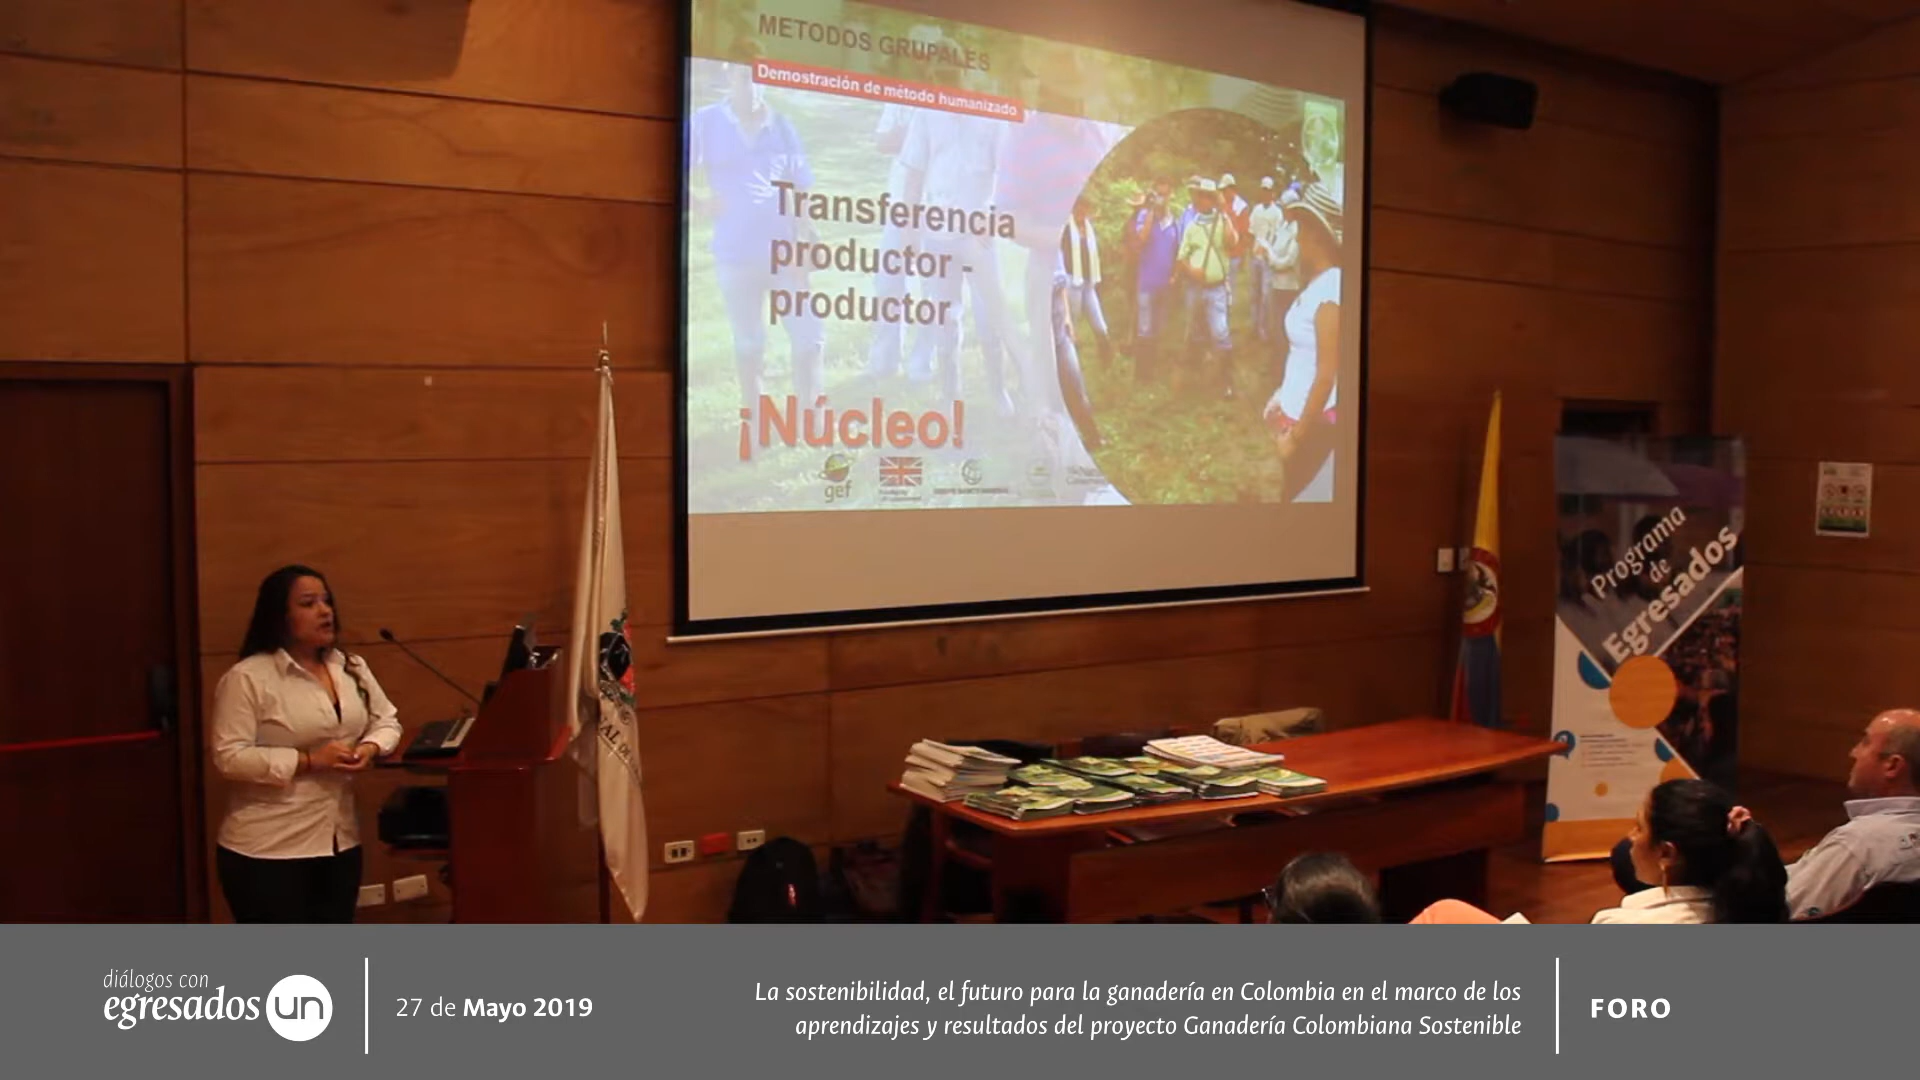 METODOS GRUPALES
Demostración de método humanizado
Transferencia
productor -
productor
¡Núcleo!
gef
Programa
de
Egresados
diálogos con
egresados un
27 de Mayo 2019
La sostenibilidad, el futuro para la ganadería en Colombia en el marco de los
aprendizajes y resultados del proyecto Ganadería Colombiana Sostenible
FORO